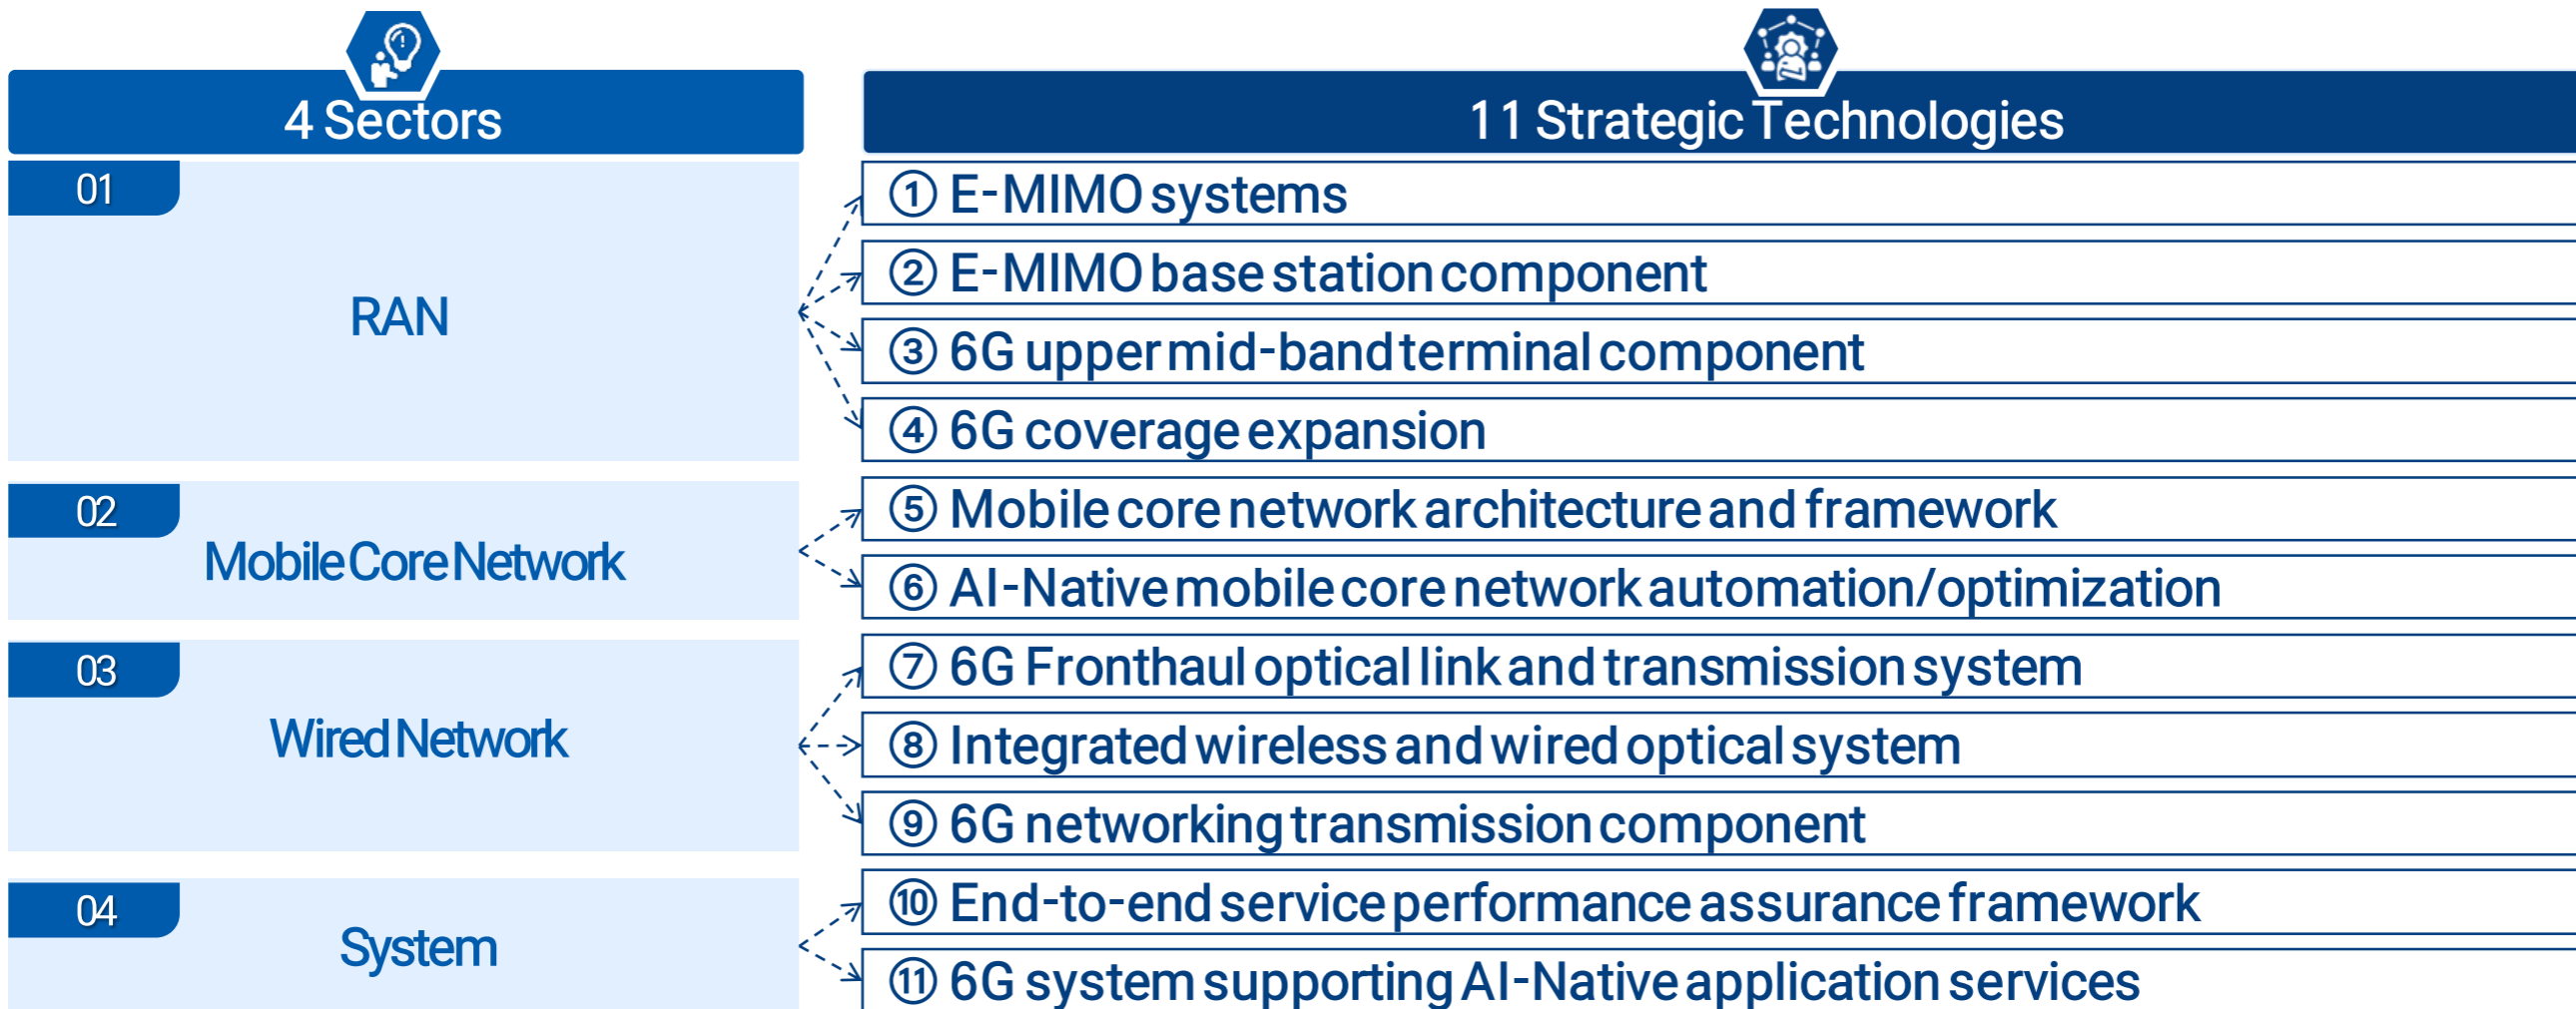 4 Sectors
11 Strategic Technologies
01
RAN
① E-MIMO systems
② E-MIMO base station component
③ 6G upper mid-band terminal component
④ 6G coverage expansion
02
Mobile Core Network
⑤ Mobile core network architecture and framework
⑥ AI-Native mobile core network automation/optimization
03
Wired Network
⑦ 6G Fronthaul optical link and transmission system
⑧ Integrated wireless and wired optical system
⑨ 6G networking transmission component
04
System
⑩ End-to-end service performance assurance framework
⑪ 6G system supporting AI-Native application services